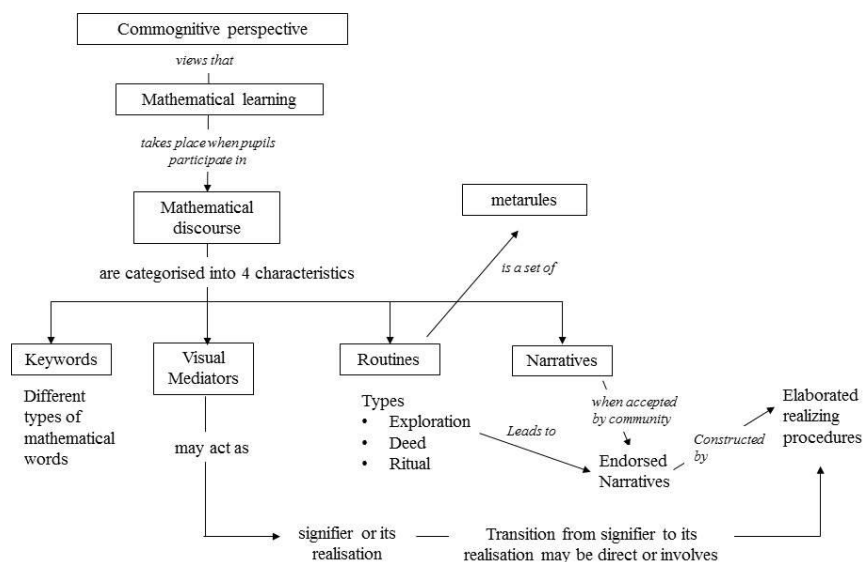 Commognitive perspective
views that
Mathematical learning
takes place when pupils
participate in
Mathematical
discourse
metarules
is a set of
are categorised into 4 characteristics
Keywords
Visual
Mediators
Routines
Narratives
Different
types of
mathematical
words
may act as
Types
• Exploration
• Deed
• Ritual
Leads to
when accepted
by community
Endorsed
Narratives
Constructed
by
Elaborated
realizing
procedures
signifier or its
realisation
Transition from signifier to its
realisation may be direct or involves